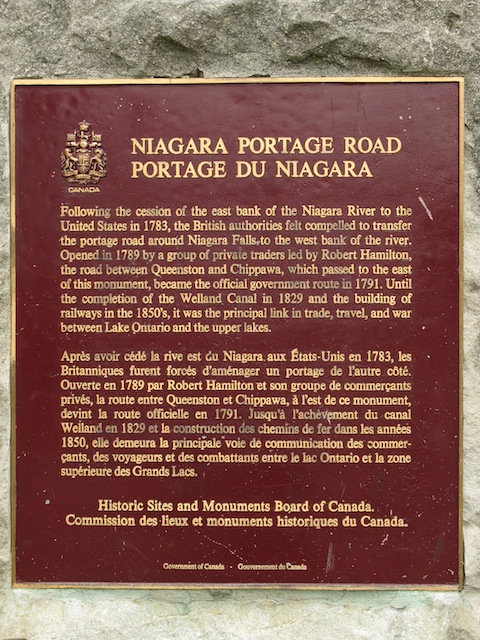 CANADA
NIAGARA PORTAGE ROAD
PORTAGE DU NIAGARA
Following the cession of the east bank of the Niagara River to the
United States in 1783, the British authorities felt compelled to transfer
the portage road around Niagara Falls to the west bank of the river.
Opened in 1789 by a group of private traders led by Robert Hamilton,
the road between Queenston and Chippawa, which passed to the east
of this monument, became the official government route in 1791. Until
the completion of the Welland Canal in 1829 and the building of
railways in the 1850's, it was the principal link in trade, travel, and war
between Lake Ontario and the upper lakes.
Après avoir cédé la rive est du Niagara aux États-Unis en 1783, les
Britanniques furent forcés d'aménager un portage de l'autre côté.
Ouverte en 1789 par Robert Hamilton et son groupe de commerçants
privés, la route entre Queenston et Chippawa, à l'est de ce monument,
devint la route officielle en 1791. Jusqu'à l'achèvement du canal
Welland en 1829 et la construction des chemins de fer dans les années
1850, elle demeura la principale voie de communication des commer-
çants, des voyageurs et des combattants entre le lac Ontario et la zone
supérieure des Grands Lacs.
Historic Sites and Monuments Board of Canada.
Commission des lieux et monuments historiques du Canada.
Government of Canada - Gouvernement du Canada